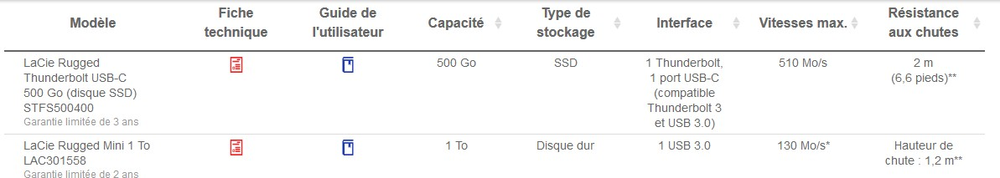 Modèle
Fiche technique
Guide de l'utilisateur
Capacité
Type de stockage
Interface
Vitesses max.
Résistance aux chutes
LaCie Rugged
Thunderbolt USB-C
500 Go (disque SSD)
STFS500400
Garantie limitée de 3 ans
500 Go
SSD
1 Thunderbolt,
1 port USB-C
(compatible
Thunderbolt 3
et USB 3.0)
510 Mo/s
2 m
(6,6 pieds)**
LaCie Rugged Mini 1 To
LAC301558
Garantie limitée de 2 ans
1 To
Disque dur
1 USB 3.0
130 Mo/s*
Hauteur de
chute : 1,2 m**